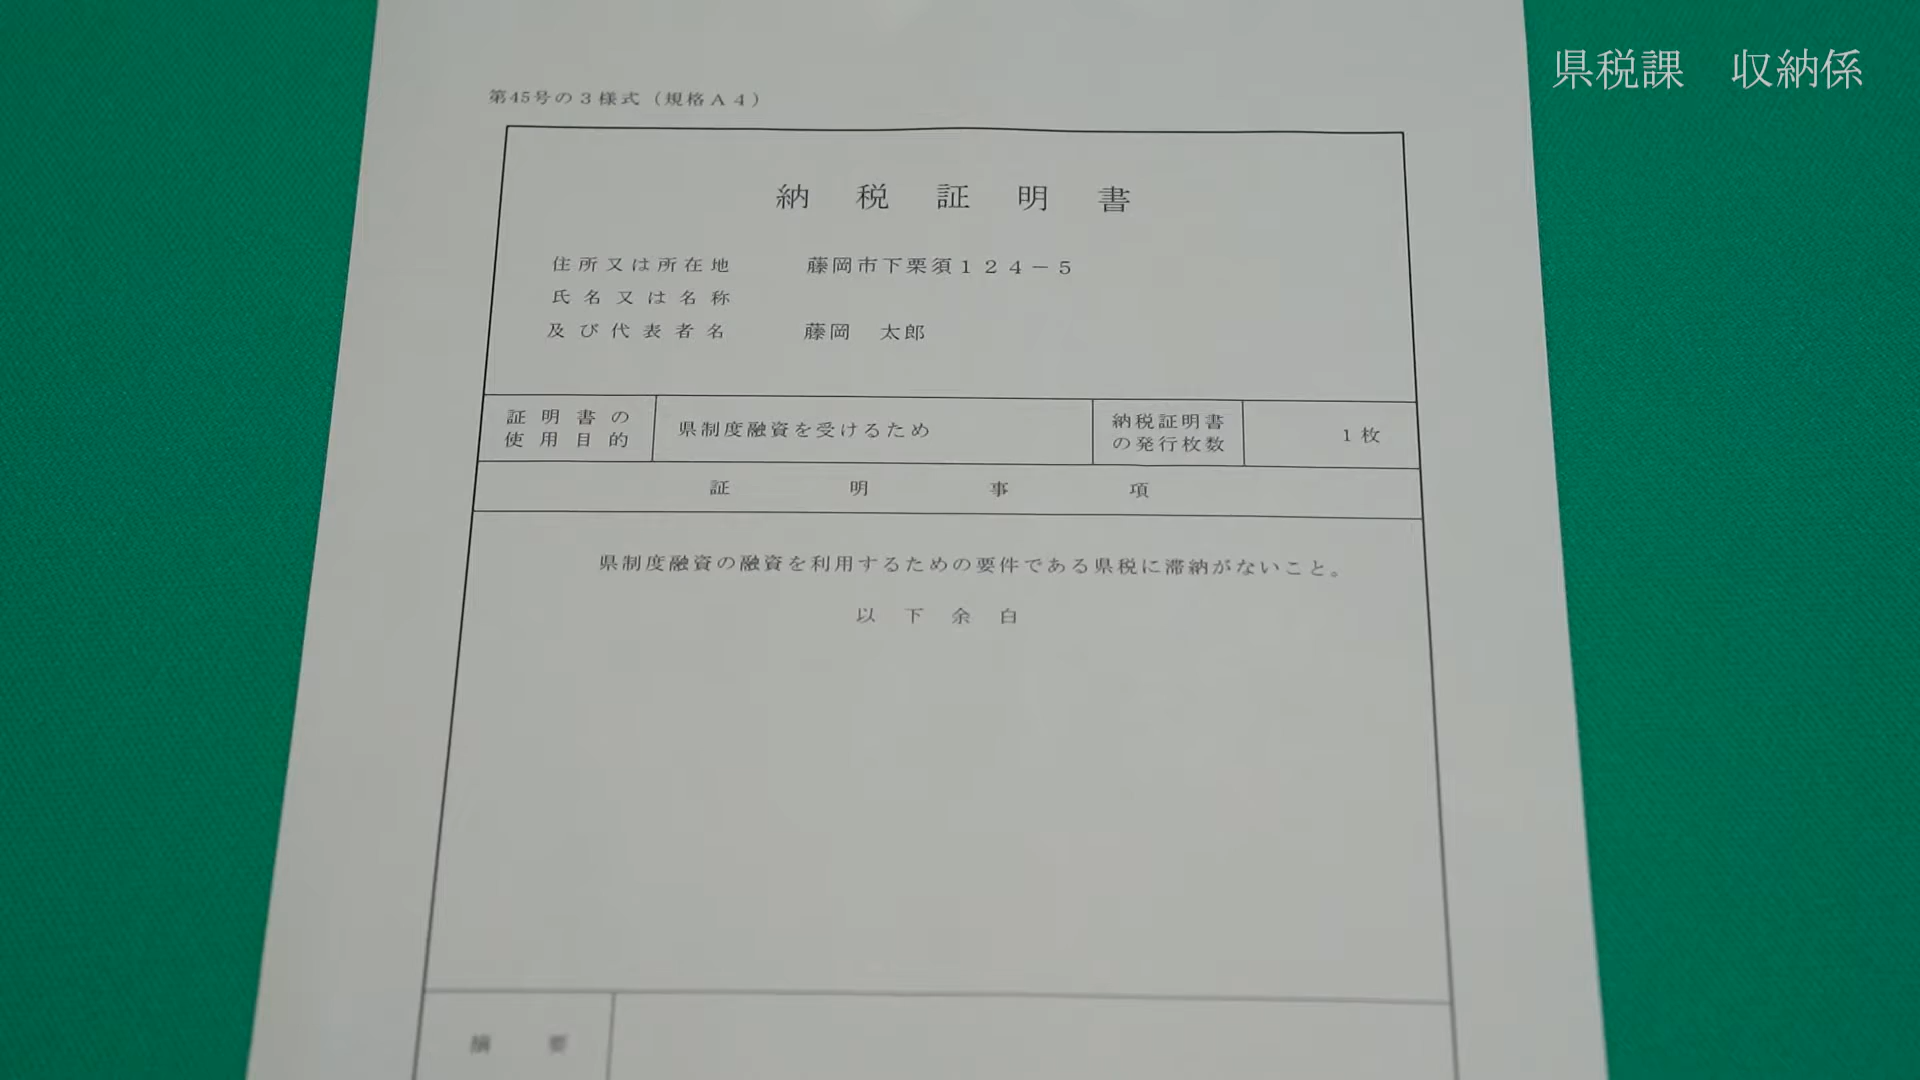 県税課　収納係
第45号の３様式（規格Ａ４）
納　税　証　明　書
住所又は所在地　藤岡市下栗須１２４－５
氏名又は名称
及び代表者名　藤岡　太郎
証明書の
使用目的
県制度融資を受けるため
納税証明書
の発行枚数
１枚
証　明　事　項
県制度融資の融資を利用するための要件である県税に滞納がないこと。
以　下　余　白
摘　要